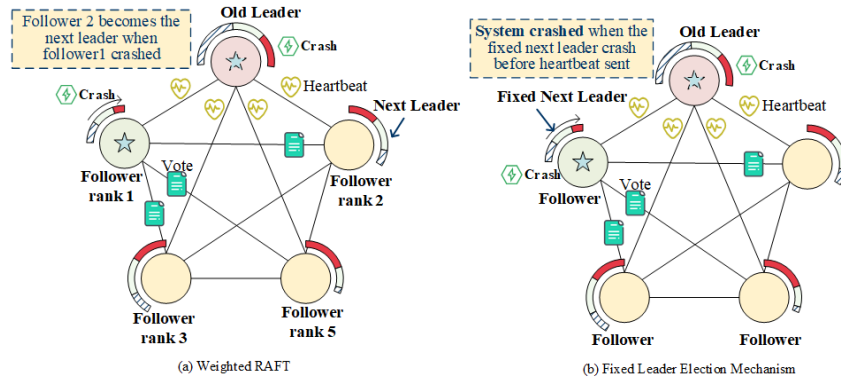 Follower 2 becomes the
next leader when
follower1 crashed
Old Leader
Crash
Heartbeat
Crash
Next Leader
Follower
rank 1
Vote
Follower
rank 2
Follower
rank 3
Follower
rank 5
(a) Weighted RAFT
System crashed when the
fixed next leader crash
before heartbeat sent
Old Leader
Crash
Heartbeat
Fixed Next Leader
Crash
Follower
Vote
Follower
Follower
(b) Fixed Leader Election Mechanism